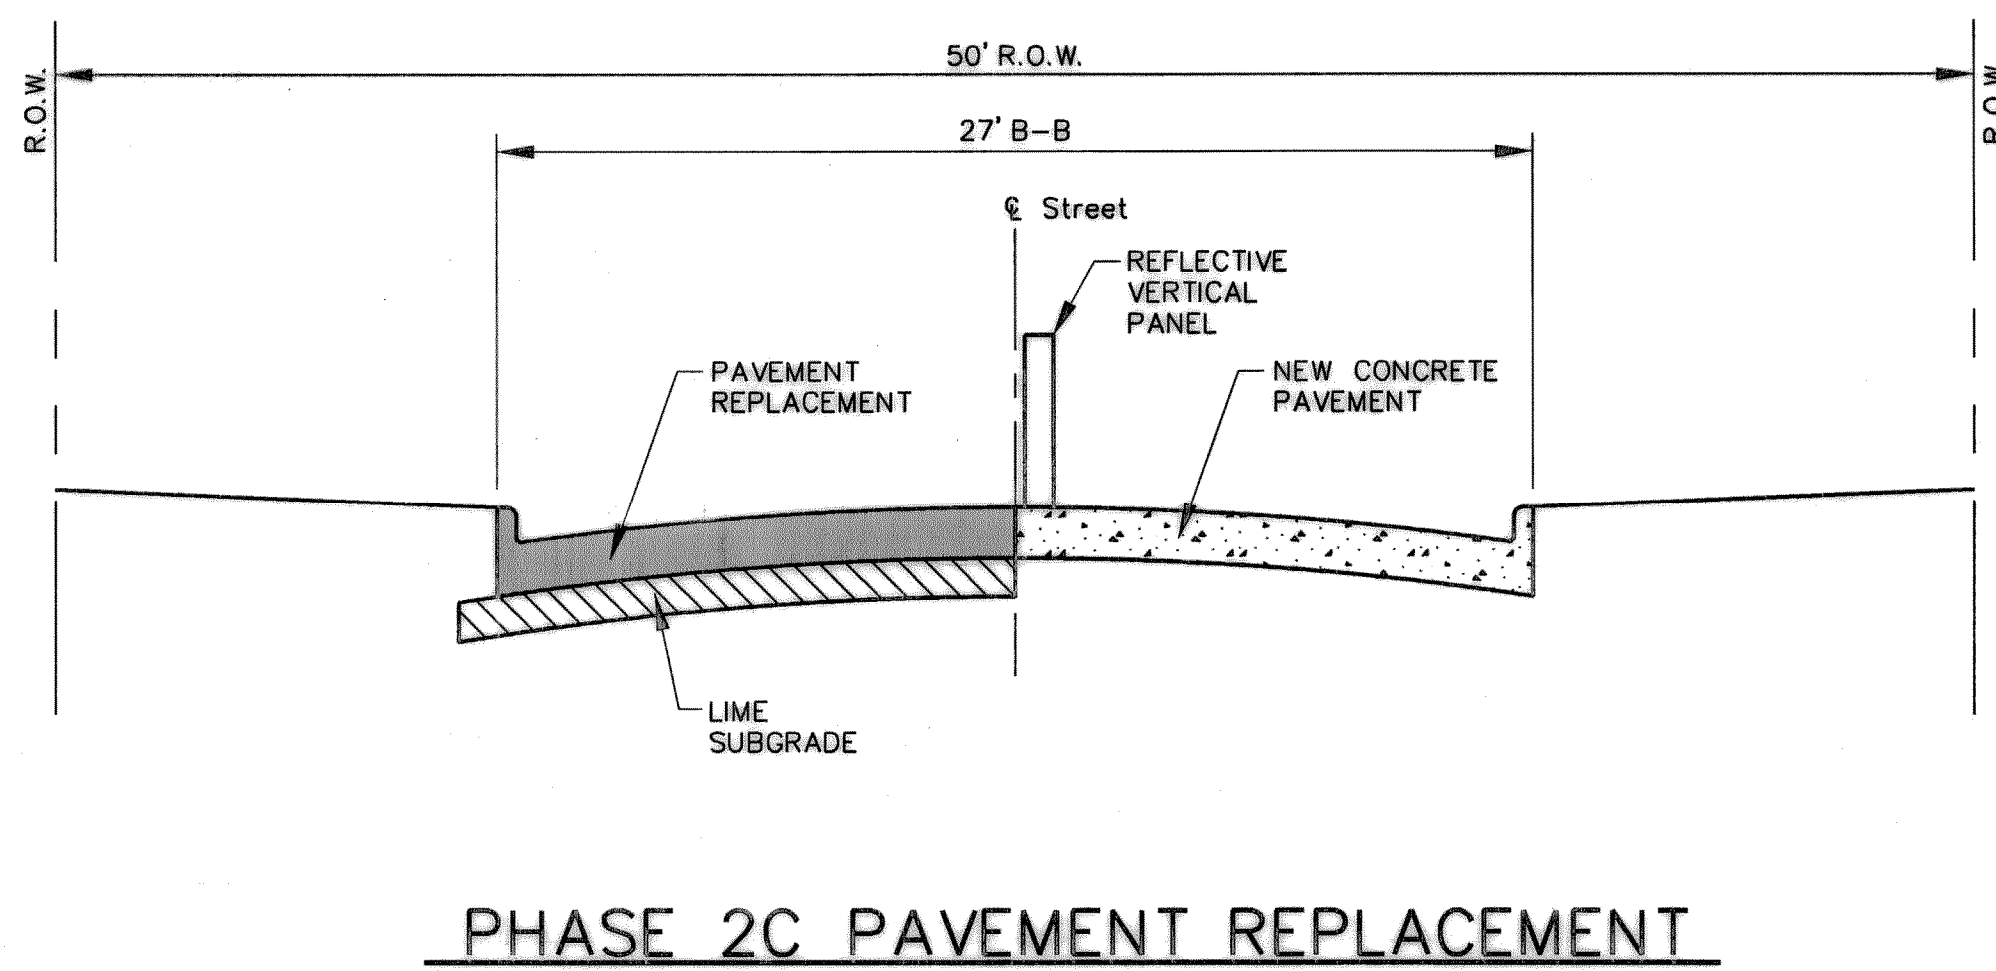 50' R.O.W.
R.O.W.
R.O.W.
27' B-B
℄ Street
REFLECTIVE
VERTICAL
PANEL
PAVEMENT
REPLACEMENT
NEW CONCRETE
PAVEMENT
LIME
SUBGRADE
PHASE 2C PAVEMENT REPLACEMENT